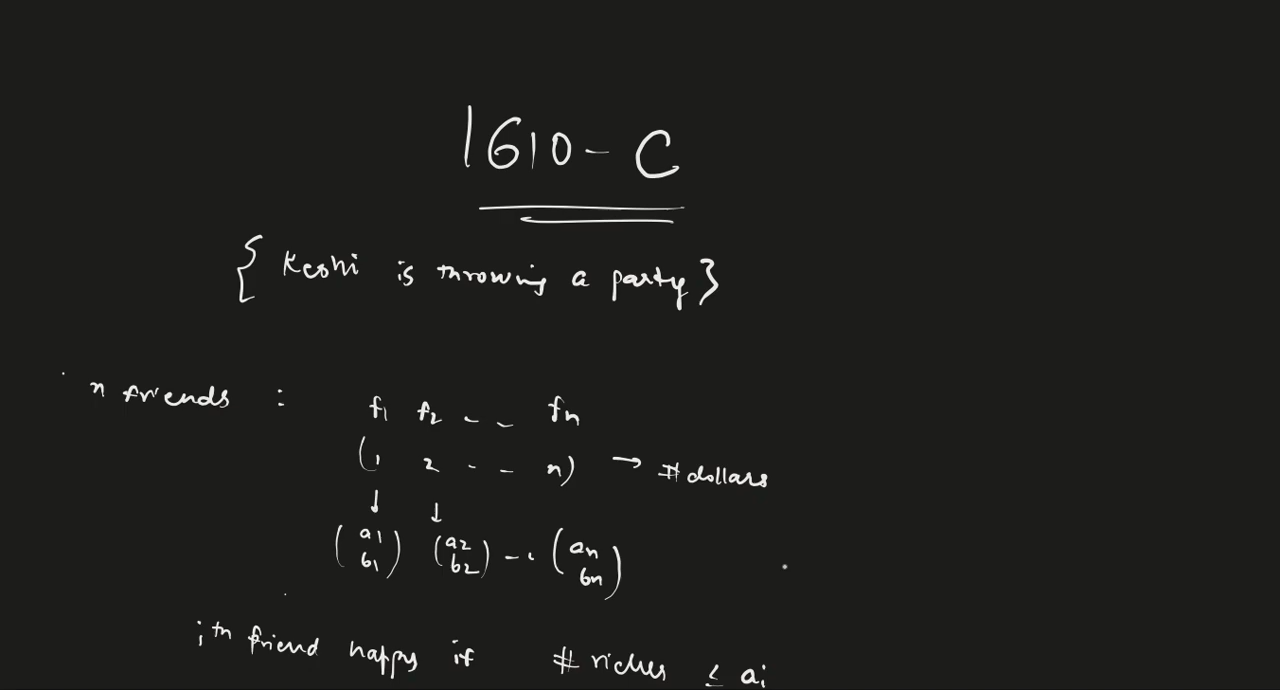 1610 - C
{ Keshi is throwing a party }
n friends : f1 f2 - - fn
(1 2 - - n) → # dollars
↓ ↓
(a1 b1) (a2 b2) - - (an bn)
ith friend happy if # riches ≤ ai